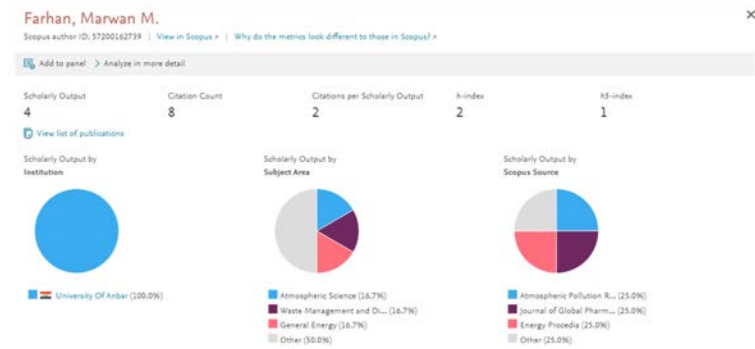 Farhan, Marwan M.
Scopus author ID: 57200162739 | View in Scopus ↗ | Why do the metrics look different to those in Scopus? ↗
Add to panel > Analyze in more detail
Scholarly Output Citation Count Citations per Scholarly Output h-index h5-index
4 8 2 2 1
View list of publications
Scholarly Output by Scholarly Output by Scholarly Output by
Institution Subject Area Scopus Source
University Of Anbar (100.0%) Atmospheric Science (16.7%) Atmospheric Pollution R... (25.0%)
Waste Management and Di... (16.7%) Journal of Global Pharm... (25.0%)
General Energy (16.7%) Energy Procedia (25.0%)
Other (50.0%) Other (25.0%)